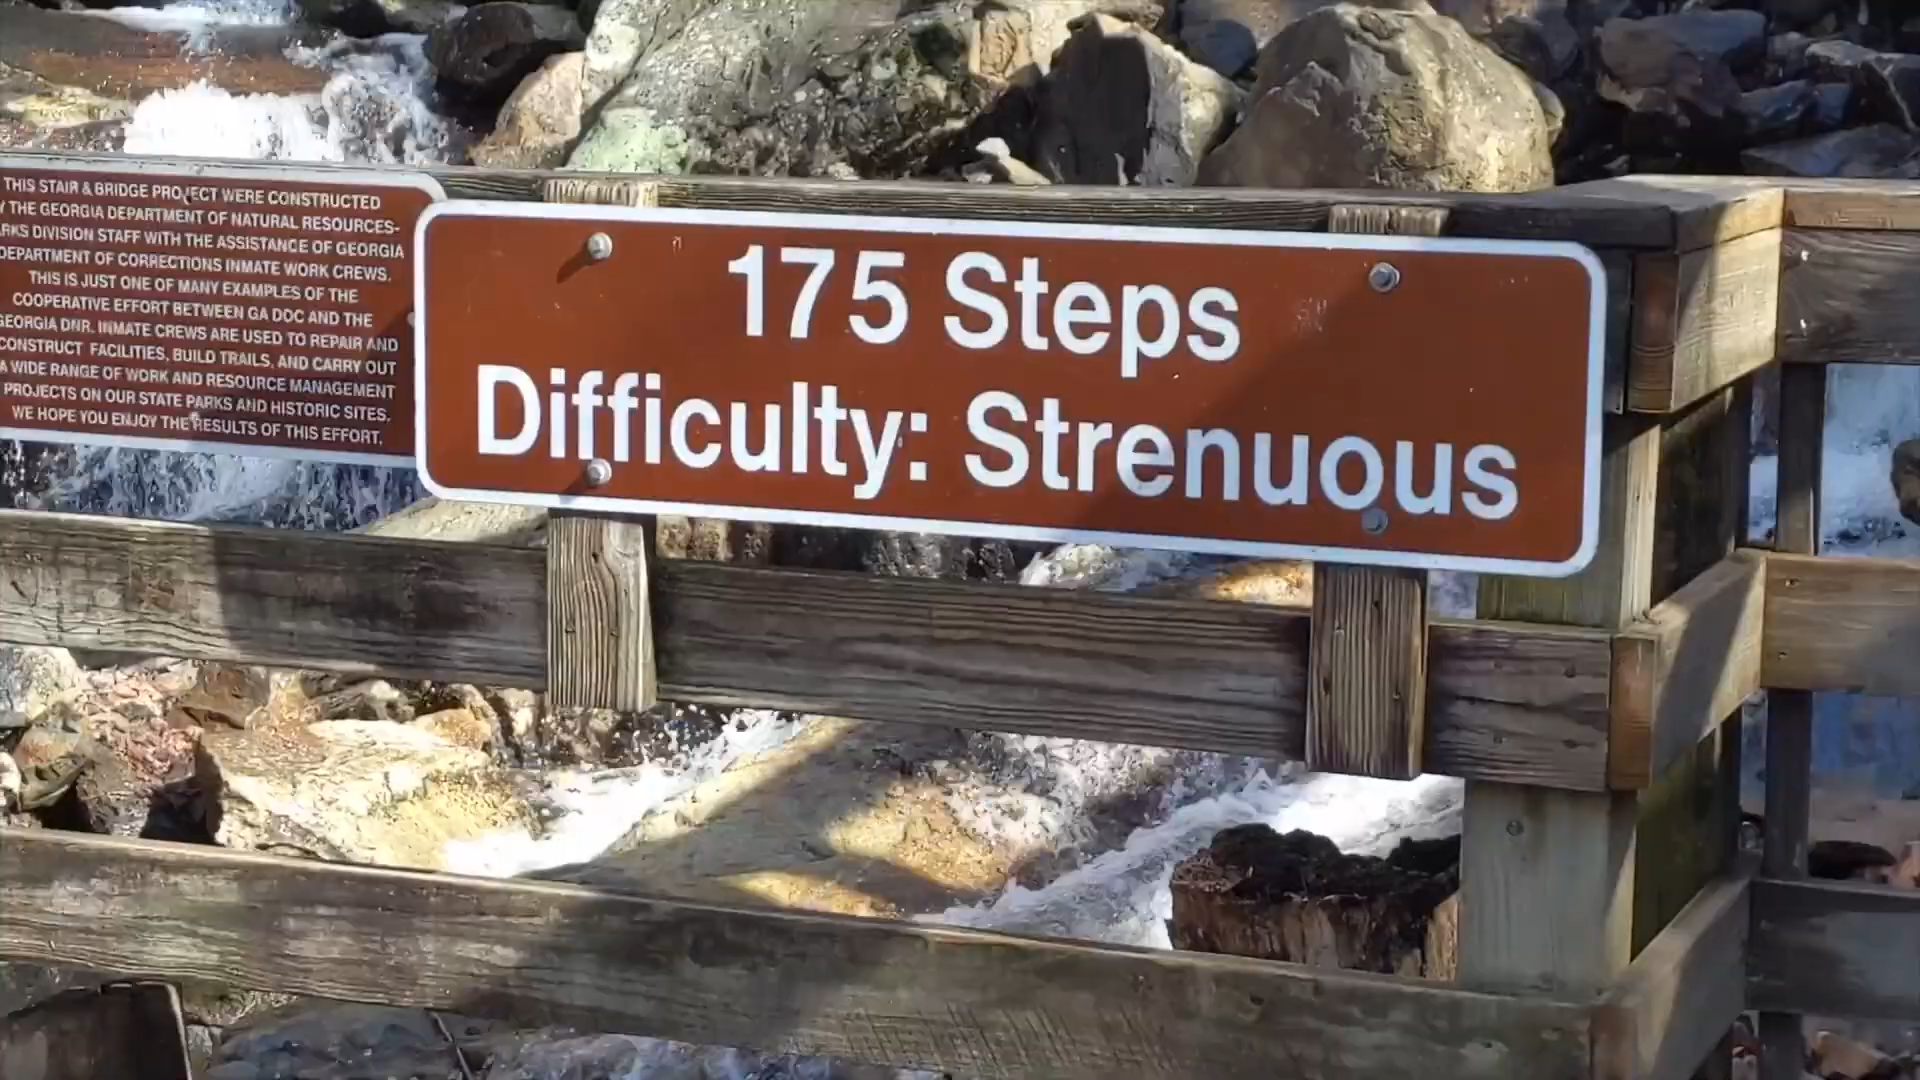 THIS STAIR & BRIDGE PROJECT WERE CONSTRUCTED
THE GEORGIA DEPARTMENT OF NATURAL RESOURCES-
DIVISION STAFF WITH THE ASSISTANCE OF GEORGIA
DEPARTMENT OF CORRECTIONS INMATE WORK CREWS.
THIS IS JUST ONE OF MANY EXAMPLES OF THE
COOPERATIVE EFFORT BETWEEN GA DOC AND THE
GEORGIA DNR. INMATE CREWS ARE USED TO REPAIR AND
CONSTRUCT FACILITIES, BUILD TRAILS, AND CARRY OUT
A WIDE RANGE OF WORK AND RESOURCE MANAGEMENT
PROJECTS ON OUR STATE PARKS AND HISTORIC SITES.
WE HOPE YOU ENJOY THE RESULTS OF THIS EFFORT.
175 Steps
Difficulty: Strenuous